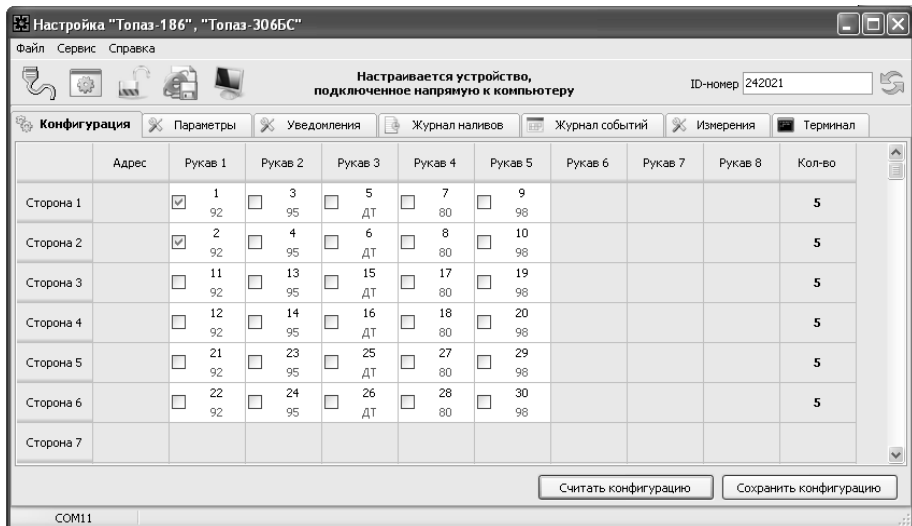 Настройка "Топаз-186", "Топаз-306БС"
Файл Сервис Справка
Настраивается устройство,
подключенное напрямую к компьютеру
ID-номер 242021
Конфигурация Параметры Уведомления Журнал наливов Журнал событий Измерения Терминал
Адрес Рукав 1 Рукав 2 Рукав 3 Рукав 4 Рукав 5 Рукав 6 Рукав 7 Рукав 8 Кол-во
Сторона 1 1 3 5 7 9 5
92 95 ДТ 80 98
Сторона 2 2 4 6 8 10 5
92 95 ДТ 80 98
Сторона 3 11 13 15 17 19 5
92 95 ДТ 80 98
Сторона 4 12 14 16 18 20 5
92 95 ДТ 80 98
Сторона 5 21 23 25 27 29 5
92 95 ДТ 80 98
Сторона 6 22 24 26 28 30 5
92 95 ДТ 80 98
Сторона 7
Считать конфигурацию Сохранить конфигурацию
COM11